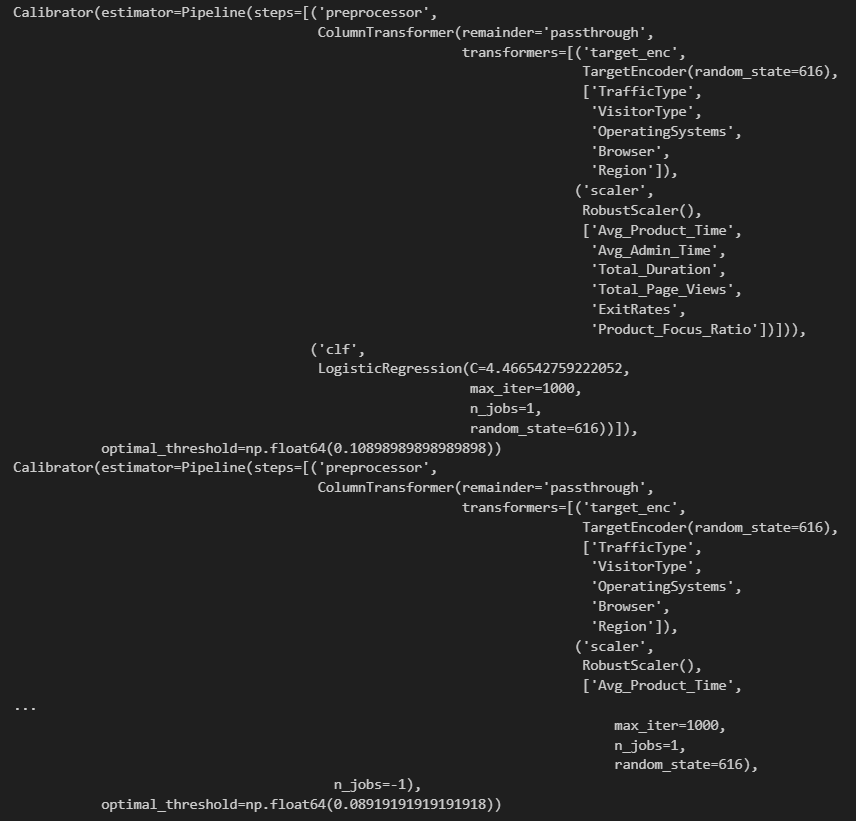 Calibrator(estimator=Pipeline(steps=[('preprocessor',
ColumnTransformer(remainder='passthrough',
transformers=[('target_enc',
TargetEncoder(random_state=616),
['TrafficType',
'VisitorType',
'OperatingSystems',
'Browser',
'Region']),
('scaler',
RobustScaler(),
['Avg_Product_Time',
'Avg_Admin_Time',
'Total_Duration',
'Total_Page_Views',
'ExitRates',
'Product_Focus_Ratio'])])),
('clf',
LogisticRegression(C=4.466542759222052,
max_iter=1000,
n_jobs=1,
random_state=616))]),
optimal_threshold=np.float64(0.10898989898989898))
Calibrator(estimator=Pipeline(steps=[('preprocessor',
ColumnTransformer(remainder='passthrough',
transformers=[('target_enc',
TargetEncoder(random_state=616),
['TrafficType',
'VisitorType',
'OperatingSystems',
'Browser',
'Region']),
('scaler',
RobustScaler(),
['Avg_Product_Time',
...
max_iter=1000,
n_jobs=1,
random_state=616),
n_jobs=-1),
optimal_threshold=np.float64(0.08919191919191918))